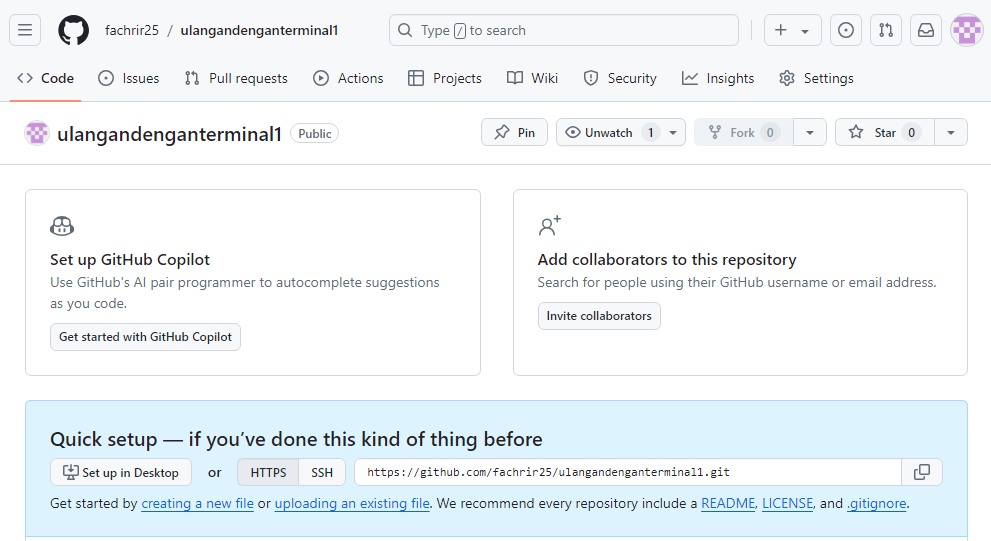 fachrir25 / ulangandenganterminal1
Type / to search
Code Issues Pull requests Actions Projects Wiki Security Insights Settings
ulangandenganterminal1 Public
Pin Unwatch 1 Fork 0 Star 0
Set up GitHub Copilot
Use GitHub's AI pair programmer to autocomplete suggestions
as you code.
Get started with GitHub Copilot
Add collaborators to this repository
Search for people using their GitHub username or email address.
Invite collaborators
Quick setup — if you’ve done this kind of thing before
Set up in Desktop or HTTPS SSH https://github.com/fachrir25/ulangandenganterminal1.git
Get started by creating a new file or uploading an existing file. We recommend every repository include a README, LICENSE, and .gitignore.